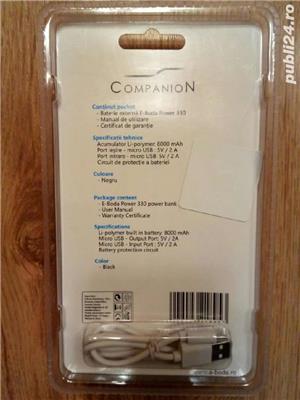 COMPANION
Conținut pachet
- Baterie externă E-Boda Power 330
- Manual de utilizare
- Certificat de garanție
Specificații tehnice
Acumulator Li-polymer 8000 mAh
Port ieșire - micro USB : 5V / 2 A
Port intrare - micro USB : 5V / 2 A
Circuit de protecție a bateriei
Culoare
- Negru
Package content
- E-Boda Power 330 power bank
- User Manual
- Warranty Certificate
Specifications
Li-polymer built in battery: 8000 mAh
Micro USB - Output Port : 5V / 2A
Micro USB - Input Port : 5V / 2A
Battery protection circuit
Color
- Black
www.e-boda.ro
publi24.ro